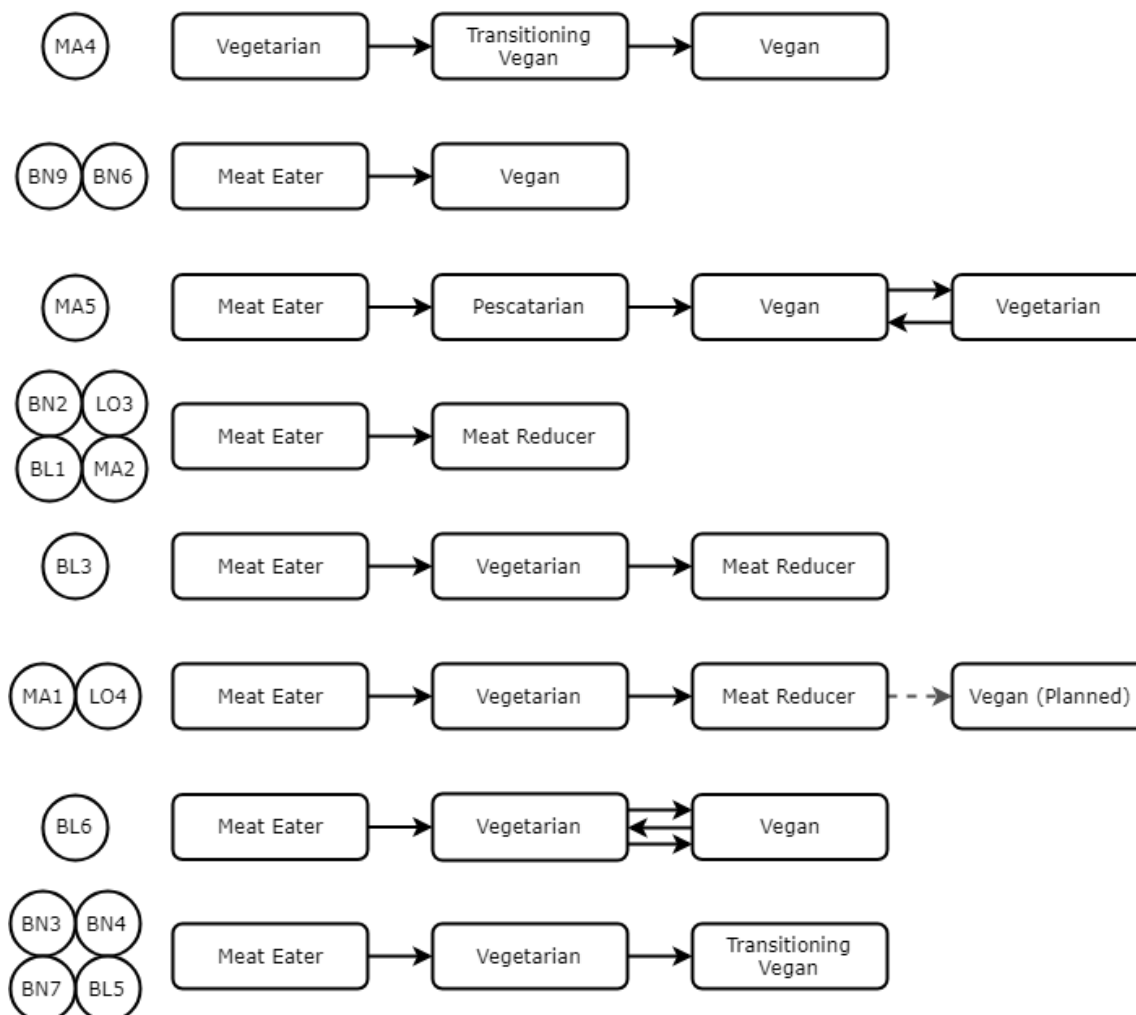 MA4
Vegetarian
Transitioning
Vegan
Vegan
BN9 BN6
Meat Eater
Vegan
MA5
Meat Eater
Pescatarian
Vegan
Vegetarian
BN2 LO3
BL1 MA2
Meat Eater
Meat Reducer
BL3
Meat Eater
Vegetarian
Meat Reducer
MA1 LO4
Meat Eater
Vegetarian
Meat Reducer
Vegan (Planned)
BL6
Meat Eater
Vegetarian
Vegan
BN3 BN4
BN7 BL5
Meat Eater
Vegetarian
Transitioning
Vegan